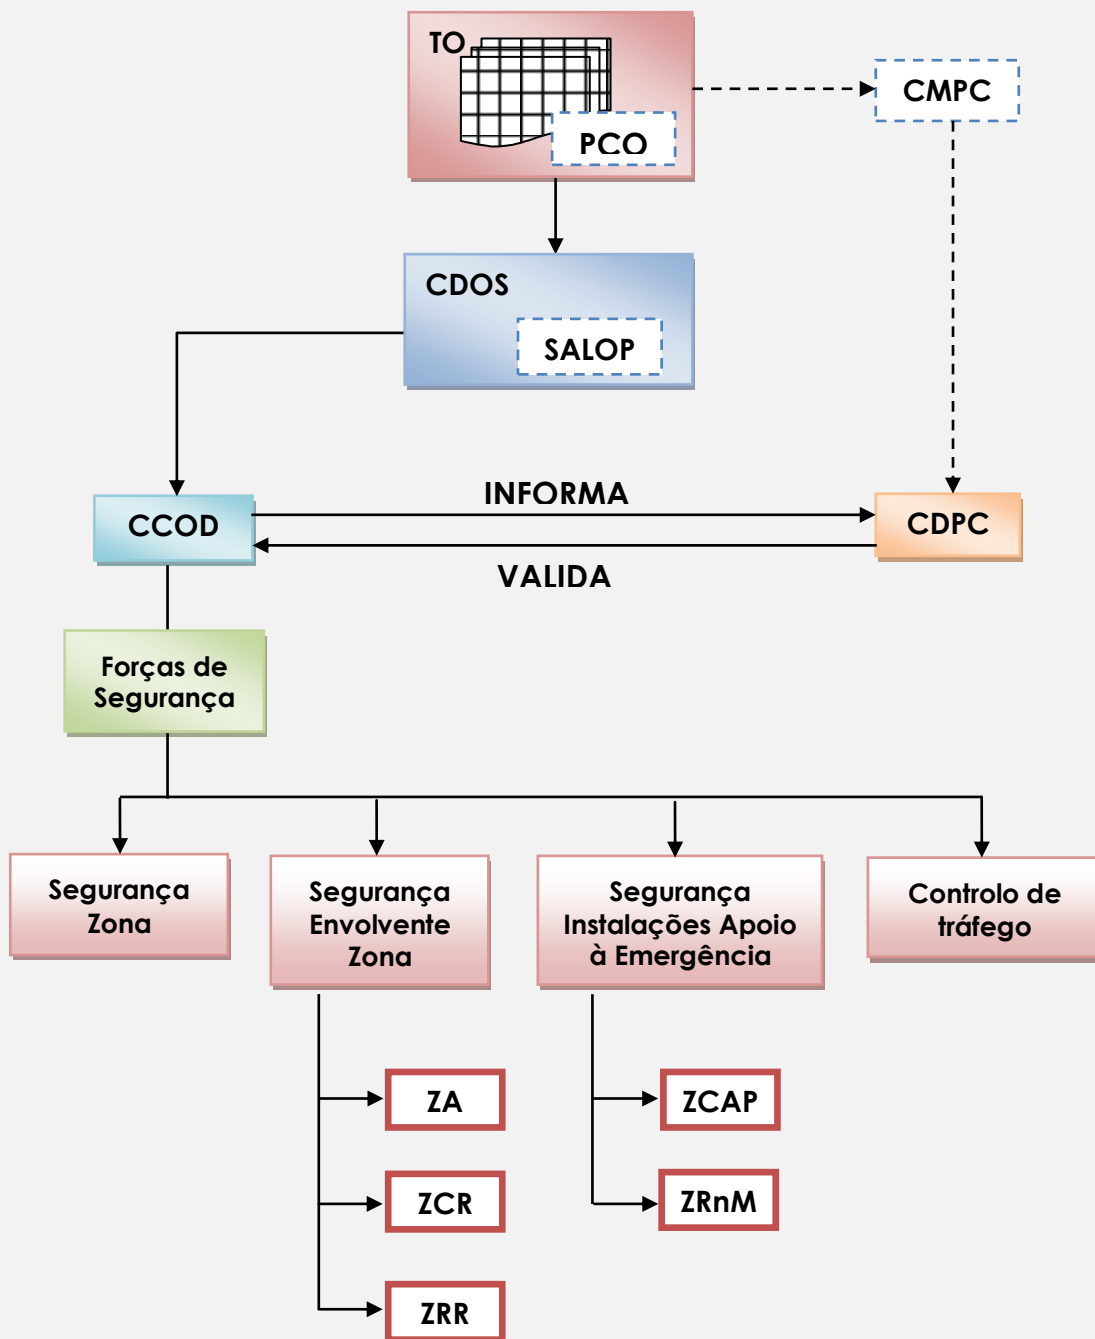 TO
PCO
CMPC
CDOS
SALOP
INFORMA
CCOD
CDPC
VALIDA
Forças de
Segurança
Segurança
Zona
Segurança
Envolvente
Zona
Segurança
Instalações Apoio
à Emergência
Controlo de
tráfego
ZA
ZCAP
ZCR
ZRnM
ZRR